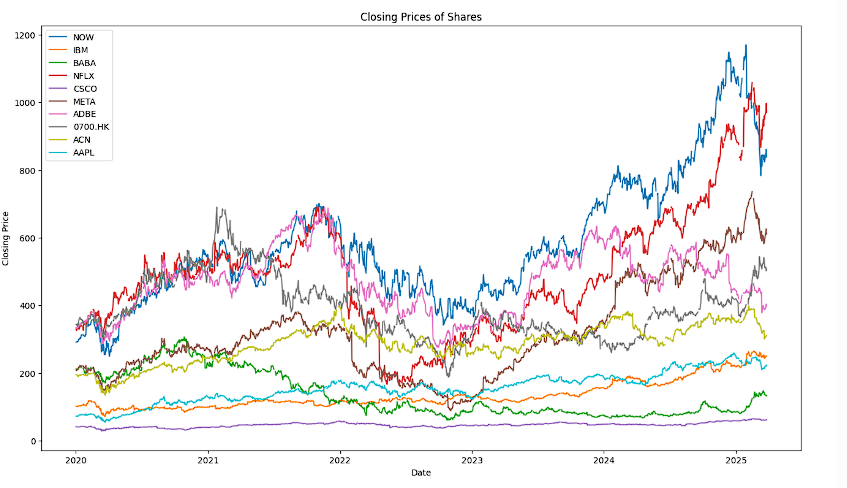 Closing Prices of Shares
1200
1000
800
600
400
200
0
Closing Price
NOW
IBM
BABA
NFLX
CSCO
META
ADBE
0700.HK
ACN
AAPL
2020 2021 2022 2023 2024 2025
Date